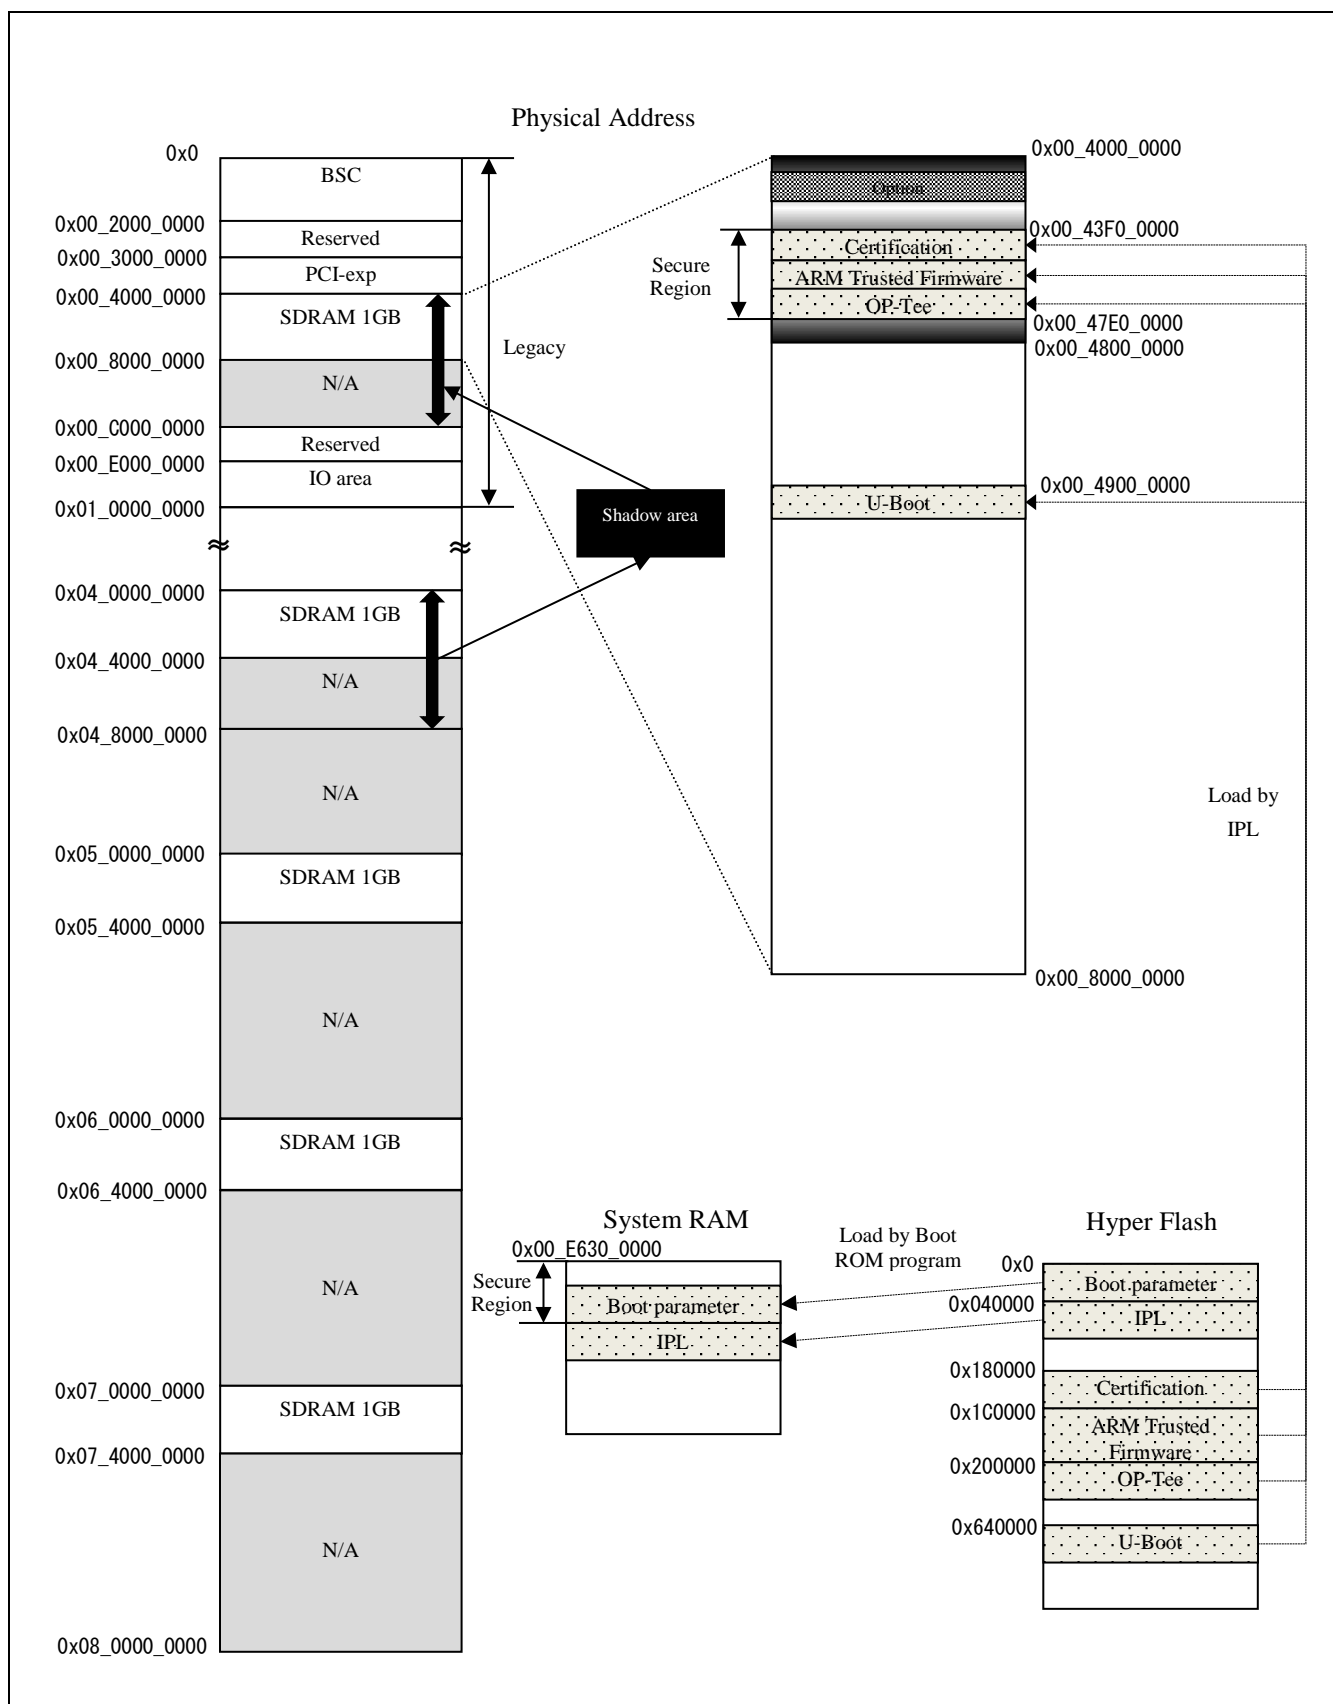 Physical Address
0x0
BSC
0x00_2000_0000
Reserved
0x00_3000_0000
PCI-exp
0x00_4000_0000
SDRAM 1GB
0x00_8000_0000
N/A
0x00_C000_0000
Reserved
0x00_E000_0000
IO area
0x01_0000_0000
Legacy
Shadow area
0x04_0000_0000
SDRAM 1GB
0x04_4000_0000
N/A
0x04_8000_0000
N/A
0x05_0000_0000
SDRAM 1GB
0x05_4000_0000
N/A
0x06_0000_0000
SDRAM 1GB
0x06_4000_0000
N/A
0x07_0000_0000
SDRAM 1GB
0x07_4000_0000
N/A
0x08_0000_0000
0x00_4000_0000
Option
0x00_43F0_0000
Certification
Secure
Region
ARM Trusted Firmware
OP-Tee
0x00_47E0_0000
0x00_4800_0000
0x00_4900_0000
U-Boot
0x00_8000_0000
Load by
IPL
System RAM
0x00_E630_0000
Secure
Region
Boot parameter
IPL
Load by Boot
ROM program
Hyper Flash
0x0
Boot parameter
0x040000
IPL
0x180000
Certification
0x1C0000
ARM Trusted
Firmware
0x200000
OP-Tee
0x640000
U-Boot